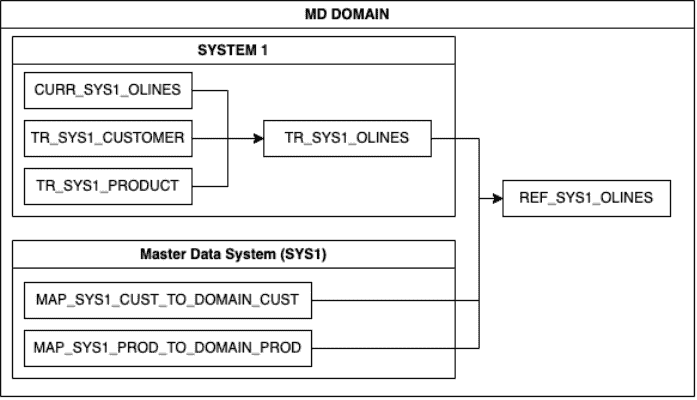 MD DOMAIN
SYSTEM 1
CURR_SYS1_OLINES
TR_SYS1_CUSTOMER
TR_SYS1_OLINES
TR_SYS1_PRODUCT
REF_SYS1_OLINES
Master Data System (SYS1)
MAP_SYS1_CUST_TO_DOMAIN_CUST
MAP_SYS1_PROD_TO_DOMAIN_PROD